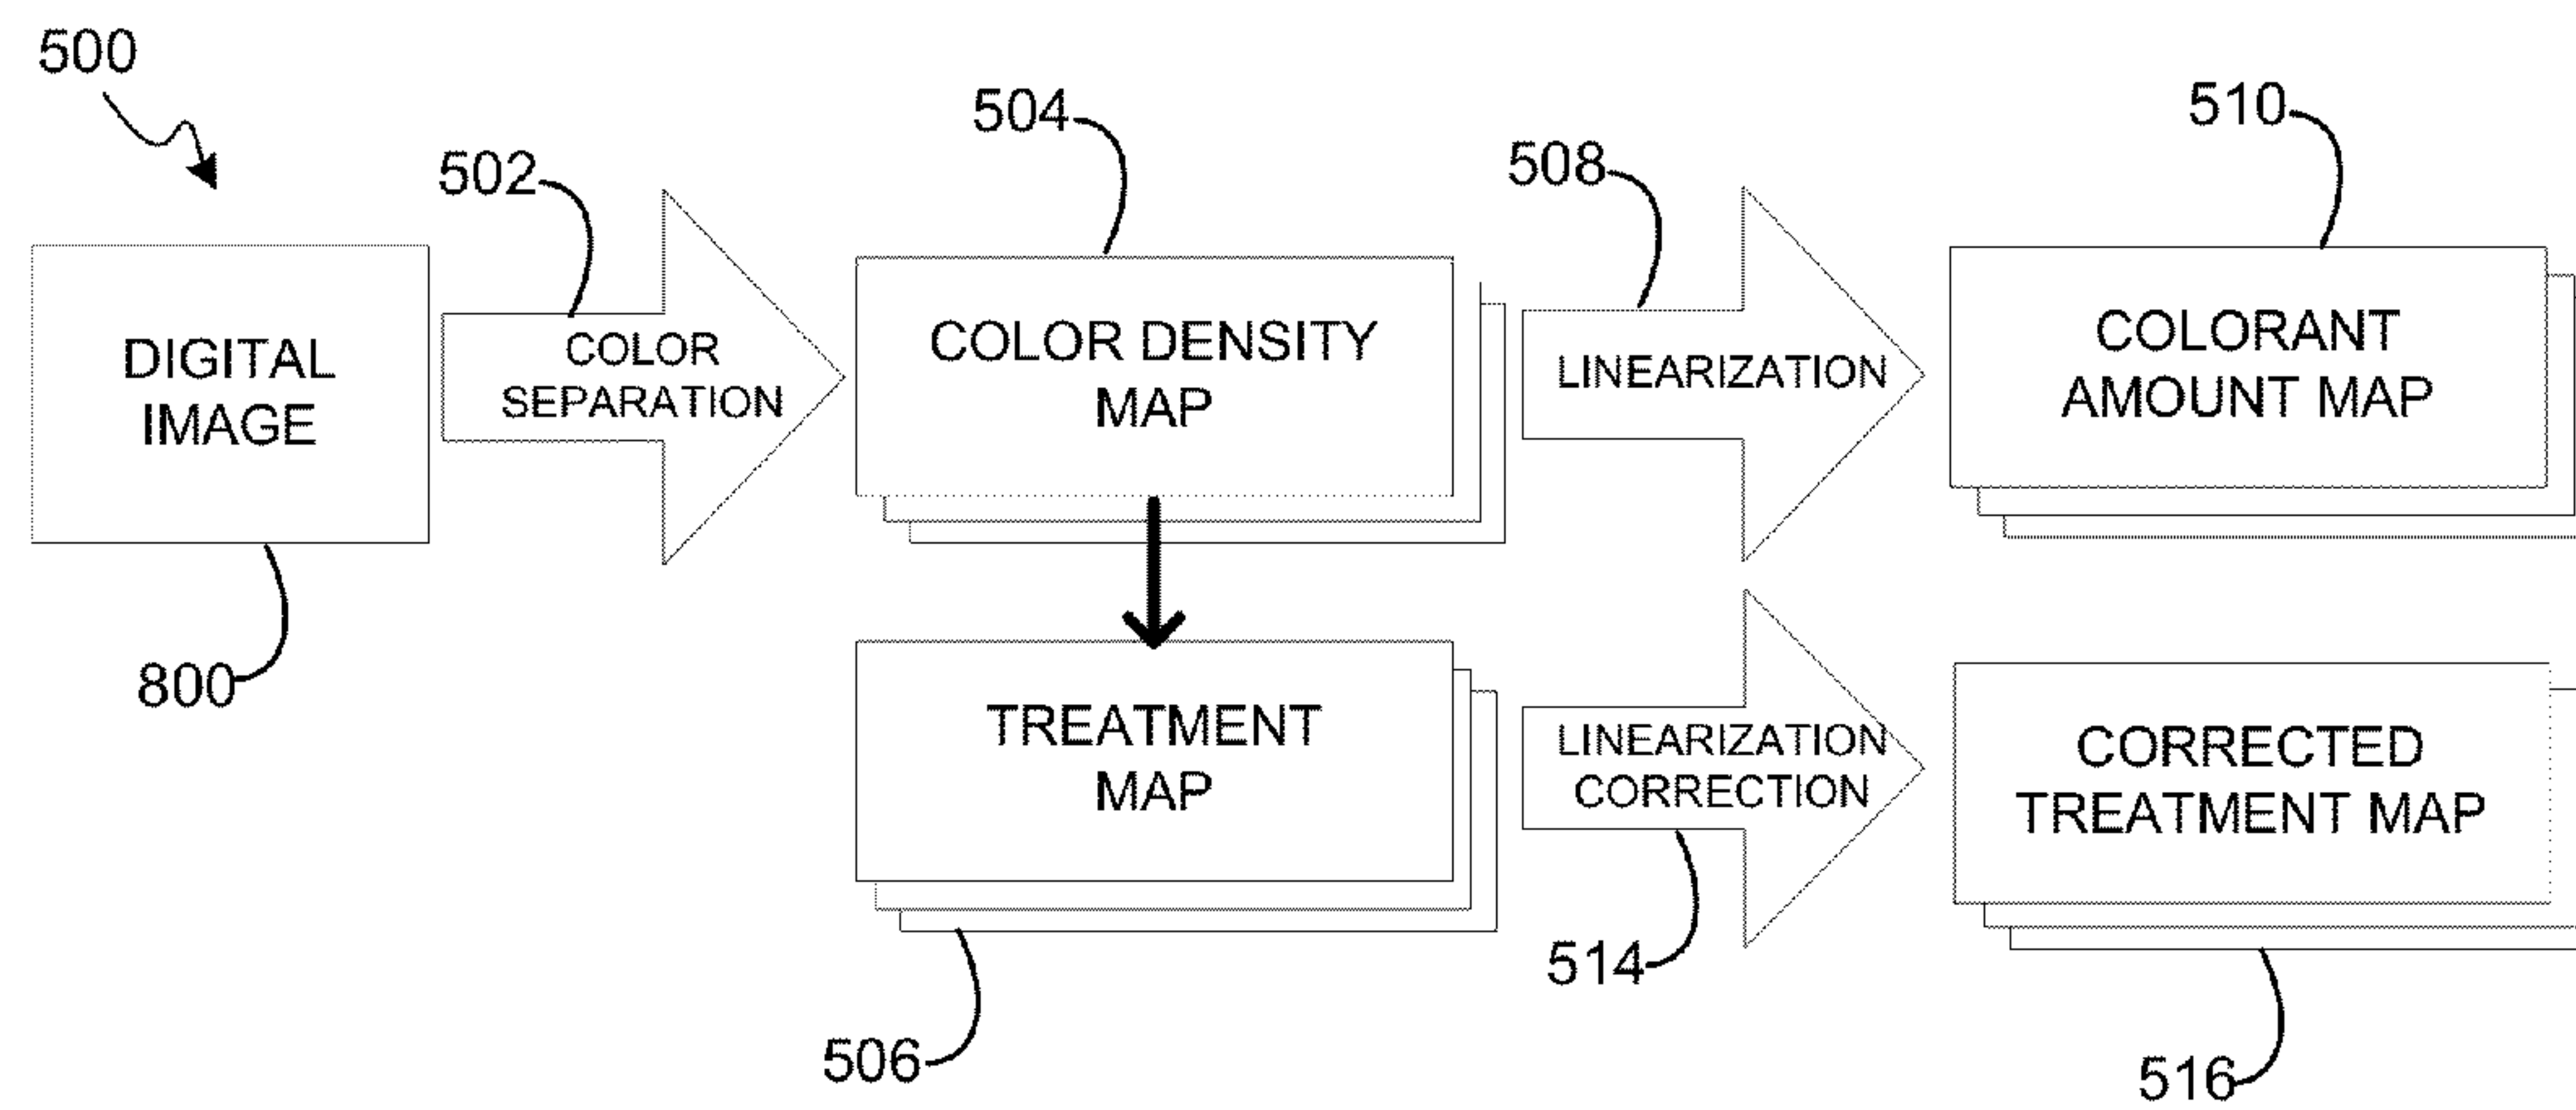 500
504
510
502
508
DIGITAL
IMAGE
COLOR
SEPARATION
COLOR DENSITY
MAP
LINEARIZATION
COLORANT
AMOUNT MAP
800
TREATMENT
MAP
LINEARIZATION
CORRECTION
CORRECTED
TREATMENT MAP
506
514
516